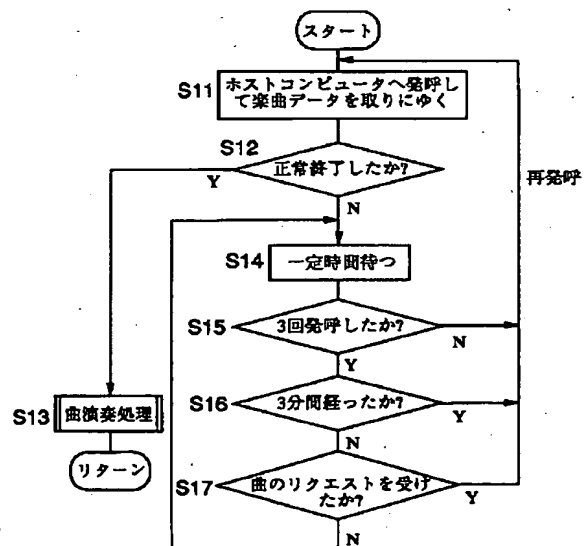 スタート
S11
ホストコンピュータへ発呼し
て楽曲データを取りにゆく
S12
正常終了したか?
Y
N
再発呼
S14
一定時間待つ
S15
3回発呼したか?
N
Y
S16
3分間経ったか?
Y
N
S13
曲演奏処理
リターン
S17
曲のリクエストを受け
たか?
Y
N